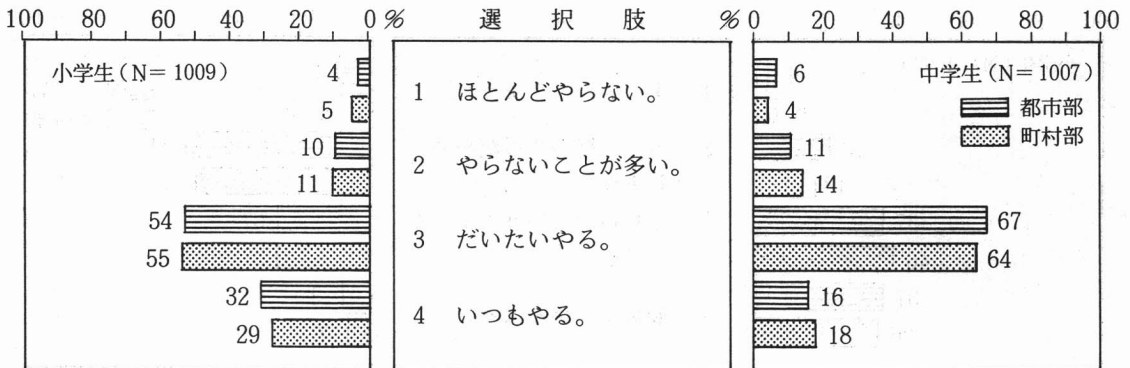 100 80 60 40 20 0 % 選択肢 % 0 20 40 60 80 100
小学生(N=1009) 4 6 中学生(N=1007)
1 ほとんどやらない。
5 4
都市部
町村部
10 11
2 やらないことが多い。
11 14
54 67
3 だいたいやる。
55 64
32 16
4 いつもやる。
29 18